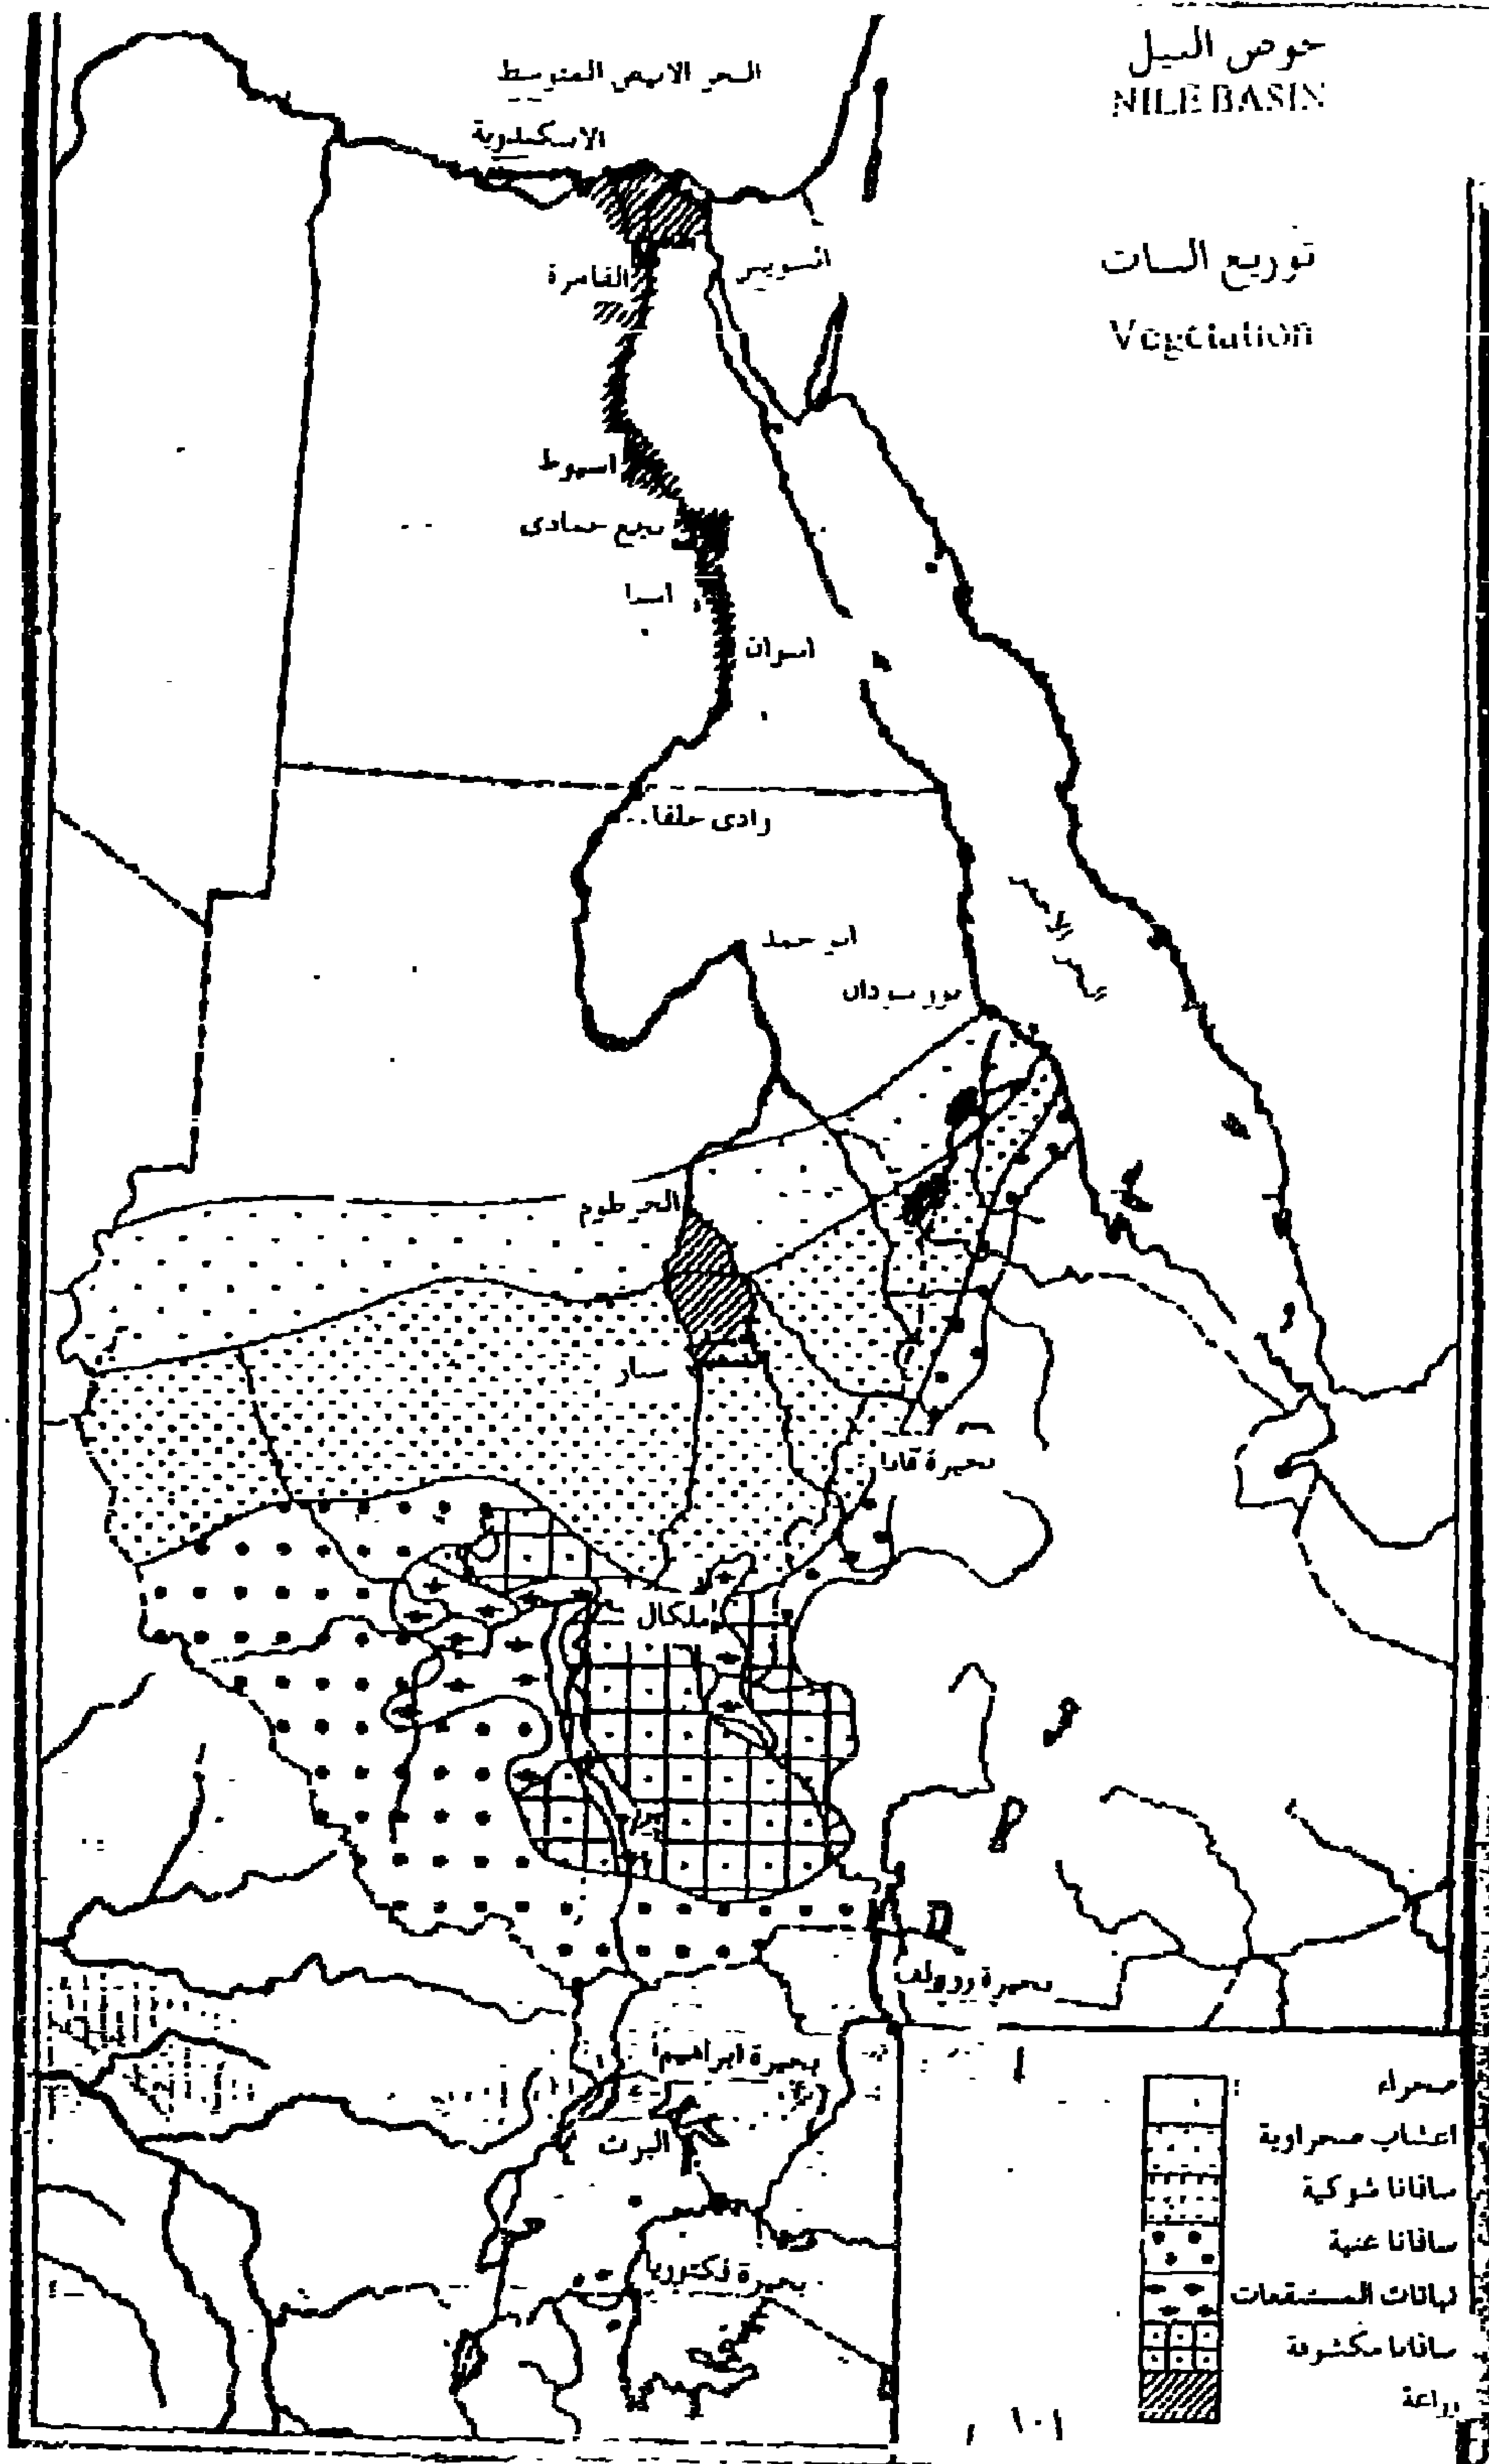 حوض النيل
NILE BASIN
توزيع النبات
Vegetation
البحر الابيض المتوسط
الاسكندرية
السويس
القاهرة
اسيوط
نجع حمادى
اسنا
اسوان
وادى حلفا
ابو حمد
بور سودان
الخرطوم
سنار
بحيرة تانا
ملكال
بحيرة رودلف
بحيرة ابراهيم
البرت
بحيرة فكتوريا
صحراء
اعشاب صحراوية
سافانا شوكية
سافانا غنية
نباتات المستنقعات
سافانا مكشوفة
زراعة
١٠١